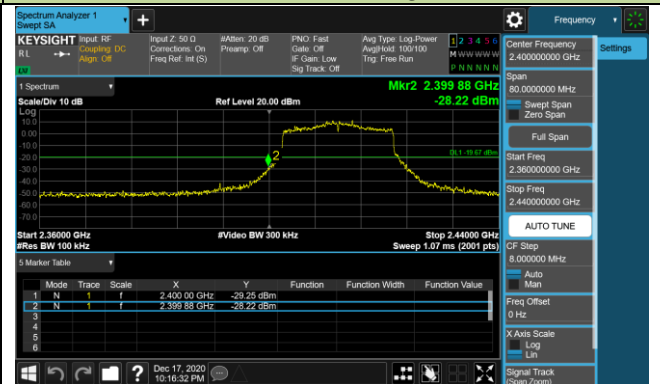 Spectrum Analyzer 1
Swept SA
Frequency
KEYSIGHT
RL
Input: RF
Coupling: DC
Align: Off
Input Z: 50 Ω
Corrections: On
Freq Ref: Int (S)
#Atten: 20 dB
Preamp: Off
PNO: Fast
Gate: Off
IF Gain: Low
Sig Track: Off
Avg Type: Log-Power
Avg|Hold: 100/100
Trig: Free Run
1 2 3 4 5 6
M W W W W W
P N N N N N
LXI
1 Spectrum
Mkr2 2.399 88 GHz
Scale/Div 10 dB
Ref Level 20.00 dBm
-28.22 dBm
Log
10.0
0.00
-10.0
-20.0
-30.0
-40.0
-50.0
-60.0
-70.0
2
DL1 -19.67 dBm
Start 2.36000 GHz
#Video BW 300 kHz
Stop 2.44000 GHz
#Res BW 100 kHz
Sweep 1.07 ms (2001 pts)
5 Marker Table
Mode Trace Scale X Y Function Function Width Function Value
1 N 1 f 2.400 00 GHz -29.25 dBm
2 N 1 f 2.399 88 GHz -28.22 dBm
3
4
5
6
Dec 17, 2020
10:16:32 PM
Center Frequency
2.400000000 GHz
Settings
Span
80.0000000 MHz
Swept Span
Zero Span
Full Span
Start Freq
2.360000000 GHz
Stop Freq
2.440000000 GHz
AUTO TUNE
CF Step
8.000000 MHz
Auto
Man
Freq Offset
0 Hz
X Axis Scale
Log
Lin
Signal Track
(Span Zoom)